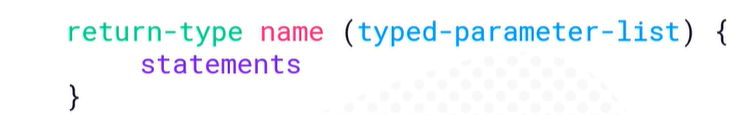 return-type name (typed-parameter-list) {
statements
}